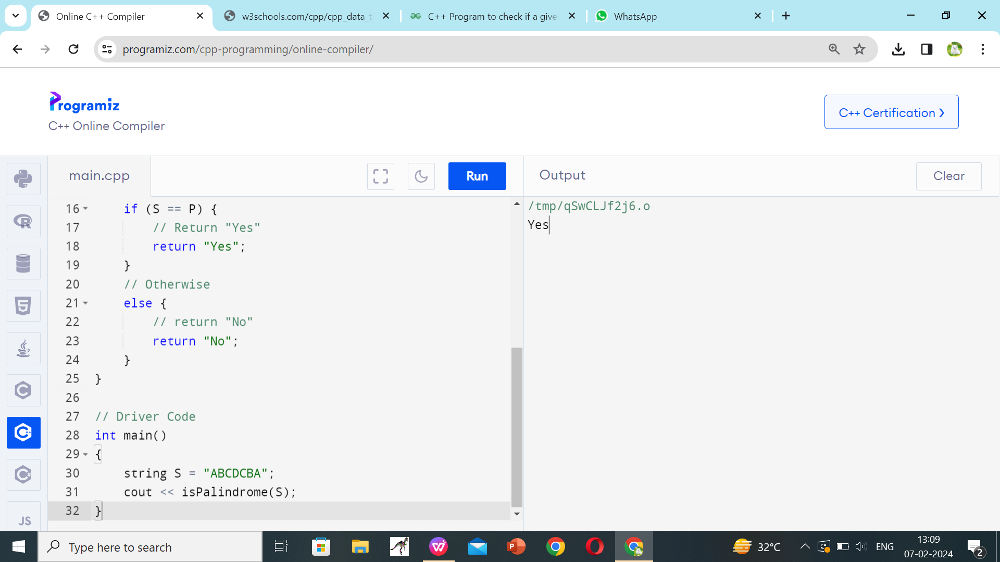 Online C++ Compiler
w3schools.com/cpp/cpp_data_t
C++ Program to check if a give
WhatsApp
programiz.com/cpp-programming/online-compiler/
Programiz
C++ Online Compiler
C++ Certification ❯
main.cpp
Run
Output
Clear
16 if (S == P) {
17 // Return "Yes"
18 return "Yes";
19 }
20 // Otherwise
21 else {
22 // return "No"
23 return "No";
24 }
25 }
26
27 // Driver Code
28 int main()
29 {
30 string S = "ABCDCBA";
31 cout << isPalindrome(S);
32 }
/tmp/qSwCLJf2j6.o
Yes
JS
Type here to search
32°C
ENG
13:09
07-02-2024
2